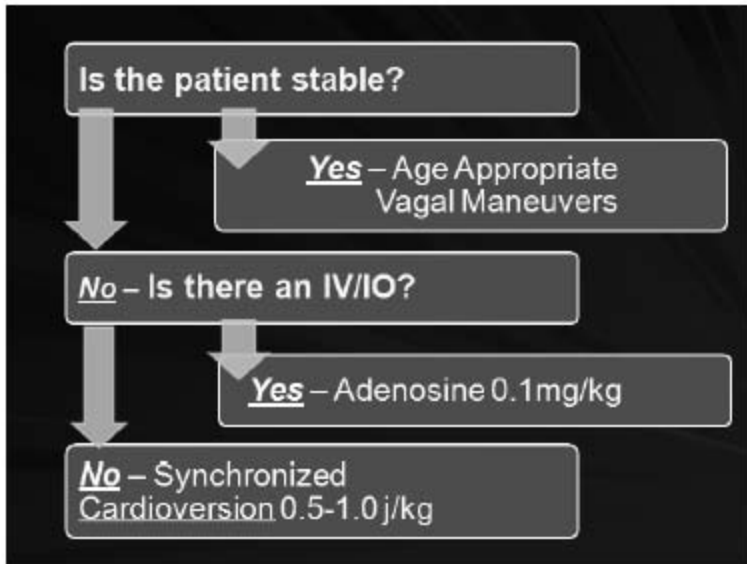 Is the patient stable?
Yes – Age Appropriate
Vagal Maneuvers
No – Is there an IV/IO?
Yes – Adenosine 0.1mg/kg
No – Synchronized
Cardioversion 0.5-1.0 j/kg